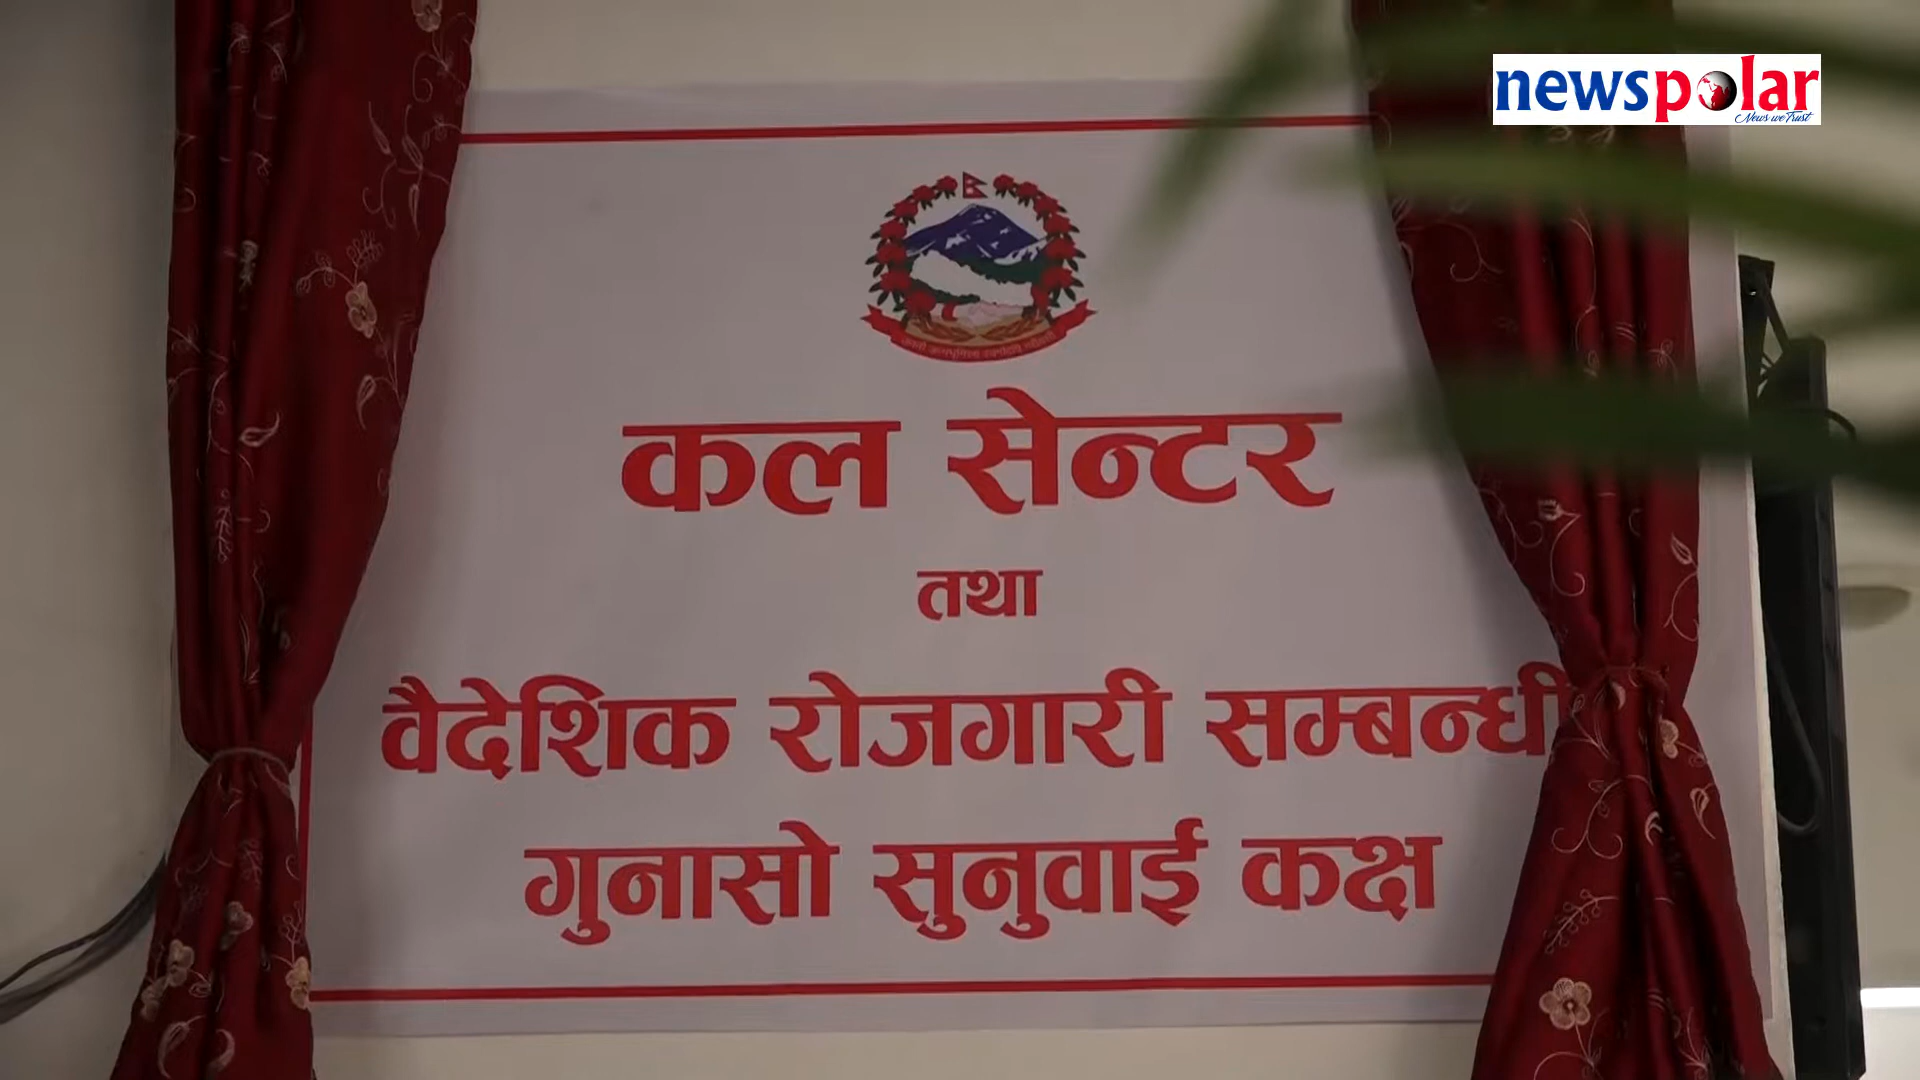 newspolar
News we Trust
कल सेन्टर
तथा
वैदेशिक रोजगारी सम्बन्धी
गुनासो सुनुवाई कक्ष